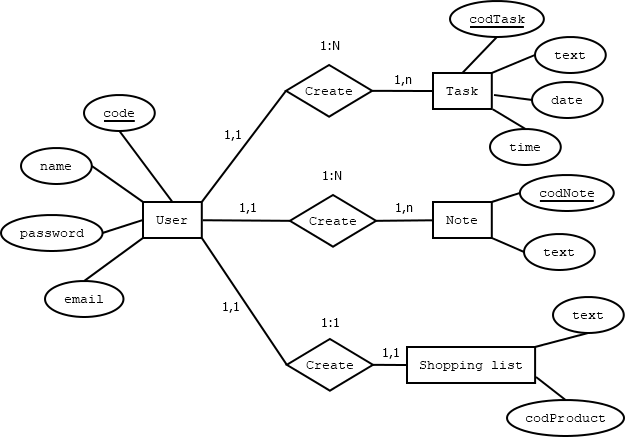 codTask
1:N
text
1,n
Create
Task
date
code
1,1
time
name
1:N
codNote
1,1
1,n
User
Create
Note
password
text
email
1,1
text
1:1
1,1
Create
Shopping list
codProduct